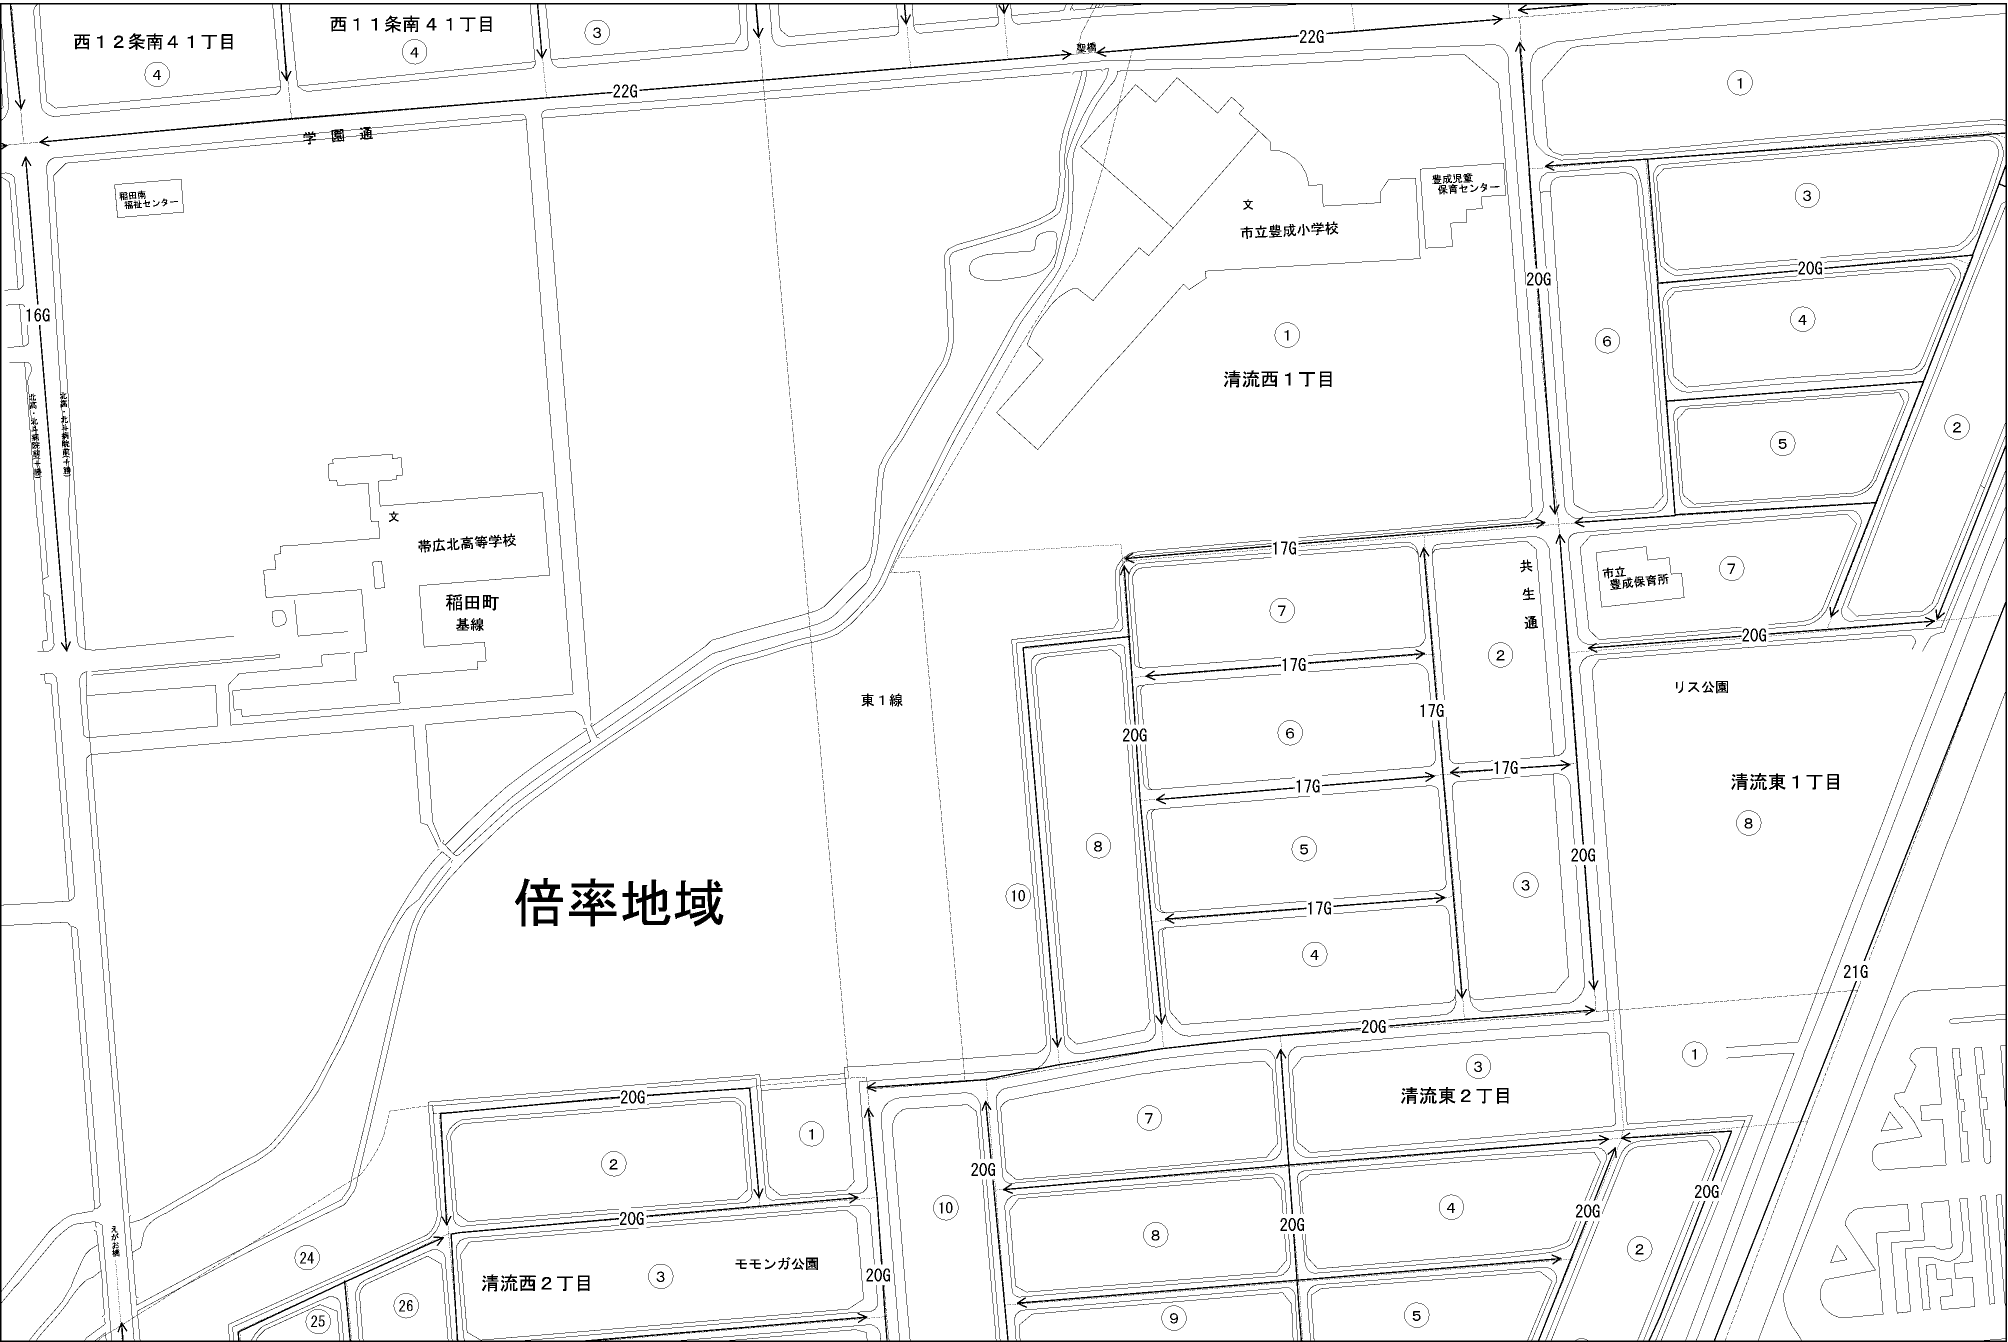 西１２条南４１丁目
④
西１１条南４１丁目
④
③
架橋
22G
22G
学園通
①
稲田南
福祉センター
豊成児童
保育センター
文
市立豊成小学校
③
20G
20G
16G
④
①
⑥
清流西１丁目
⑤
②
文
帯広北高等学校
稲田町
基線
17G
共生通
市立
豊成保育所
⑦
⑦
20G
17G
②
リス公園
東１線
17G
20G
⑥
17G
17G
清流東１丁目
⑧
⑧
⑤
20G
倍率地域
⑩
③
17G
④
21G
20G
①
③
清流東２丁目
20G
①
⑦
②
20G
20G
⑩
④
20G
20G
20G
20G
⑧
②
えがお橋
24
モモンガ公園
清流西２丁目
③
20G
25
26
⑨
⑤